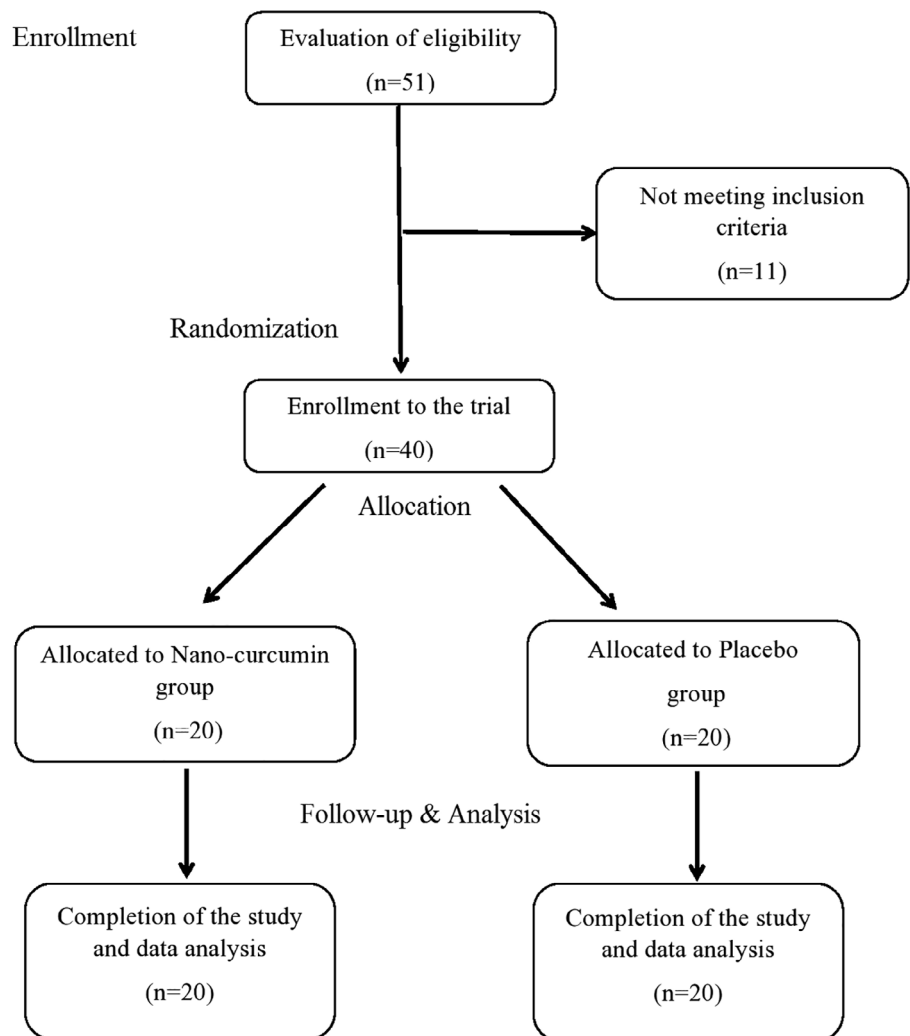 Enrollment
Evaluation of eligibility
(n=51)
Not meeting inclusion
criteria
(n=11)
Randomization
Enrollment to the trial
(n=40)
Allocation
Allocated to Nano-curcumin
group
(n=20)
Allocated to Placebo
group
(n=20)
Follow-up & Analysis
Completion of the study
and data analysis
(n=20)
Completion of the study
and data analysis
(n=20)